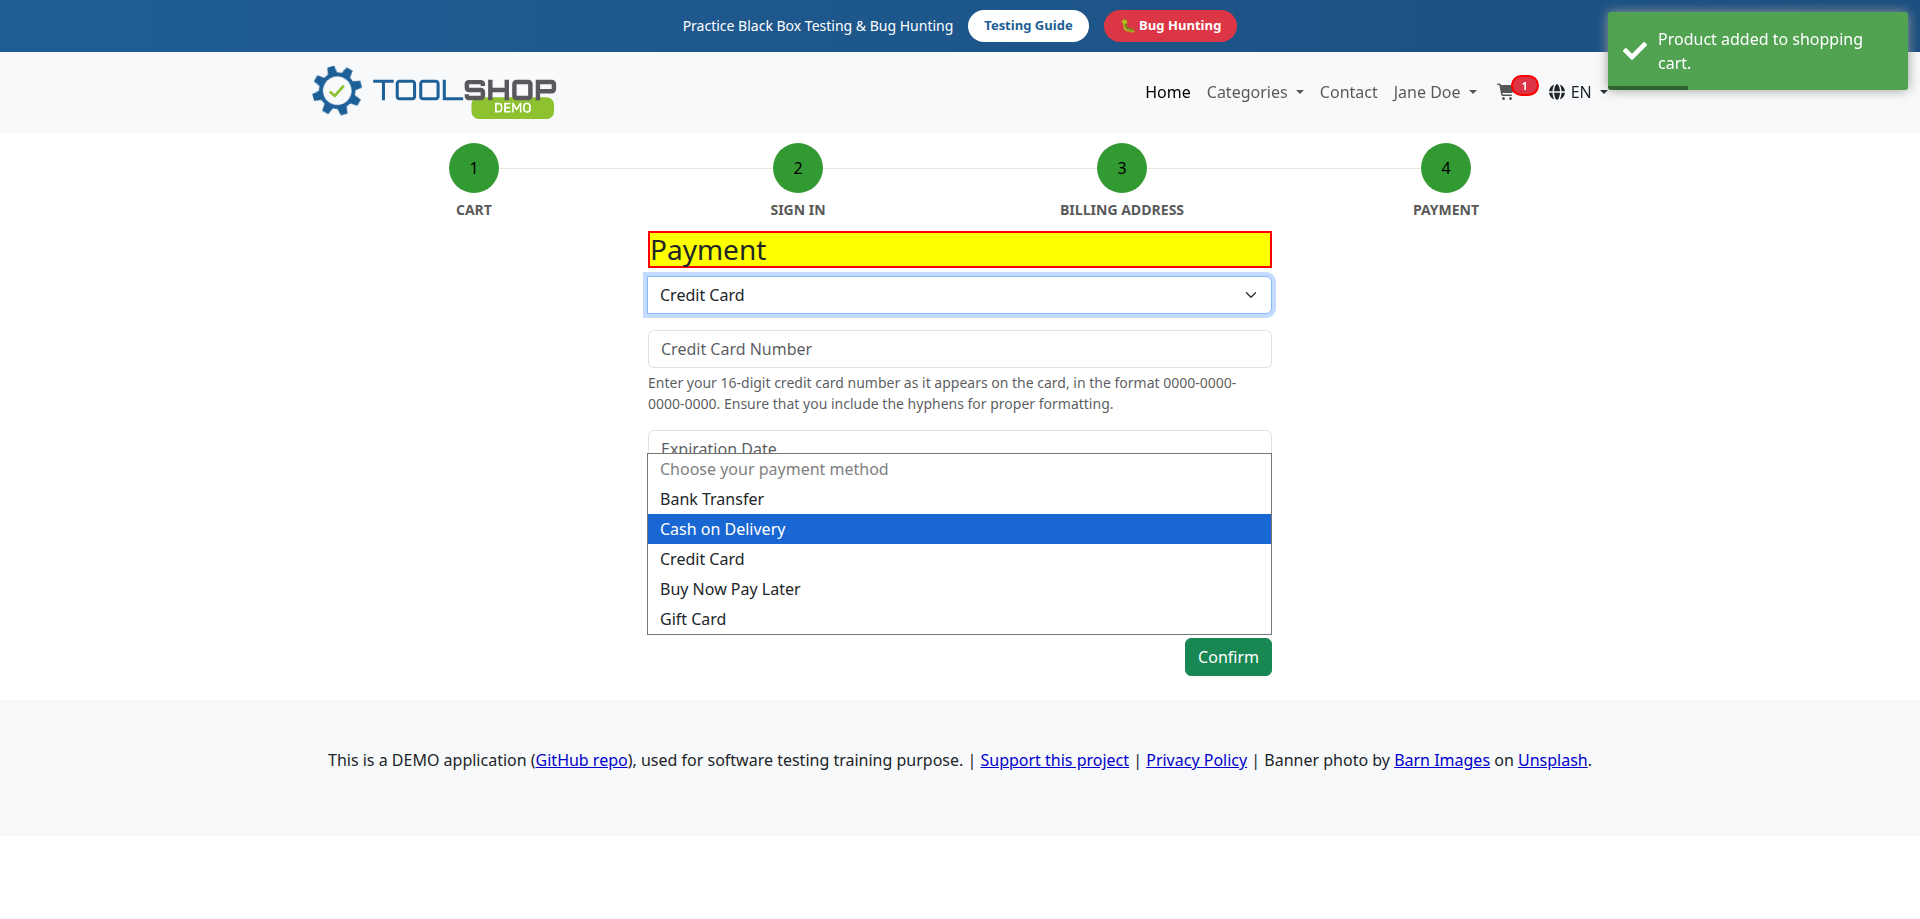 Practice Black Box Testing & Bug Hunting Testing Guide 🐛 Bug Hunting
Product added to shopping
cart.
TOOLSHOP
DEMO
Home Categories Contact Jane Doe 1 EN
1 2 3 4
CART SIGN IN BILLING ADDRESS PAYMENT
Payment
Credit Card
Credit Card Number
Enter your 16-digit credit card number as it appears on the card, in the format 0000-0000-
0000-0000. Ensure that you include the hyphens for proper formatting.
Expiration Date
Choose your payment method
Bank Transfer
Cash on Delivery
Credit Card
Buy Now Pay Later
Gift Card
Confirm
This is a DEMO application (GitHub repo), used for software testing training purpose. | Support this project | Privacy Policy | Banner photo by Barn Images on Unsplash.